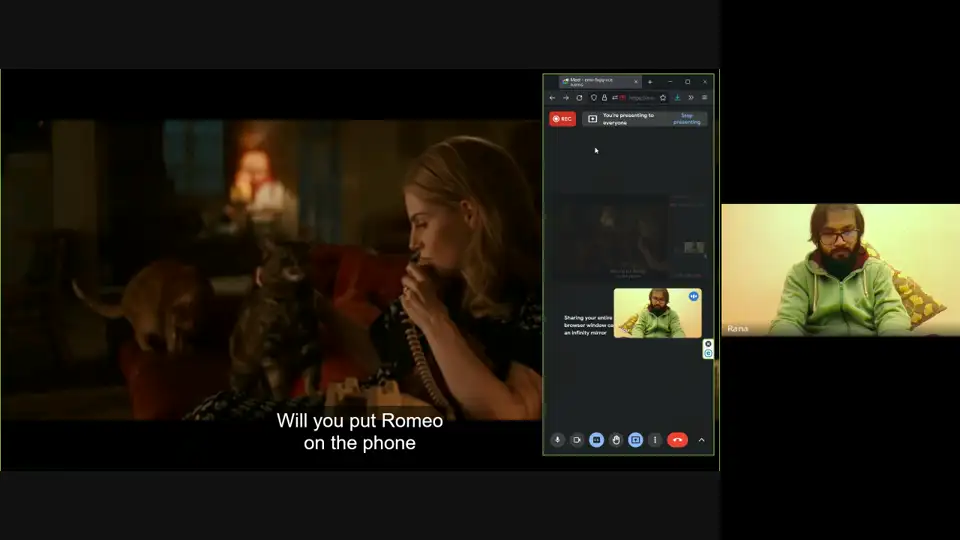 REC
You're presenting to
everyone
Stop
presenting
Sharing your entire
browser window
an infinity mirror
Rana
Will you put Romeo
on the phone